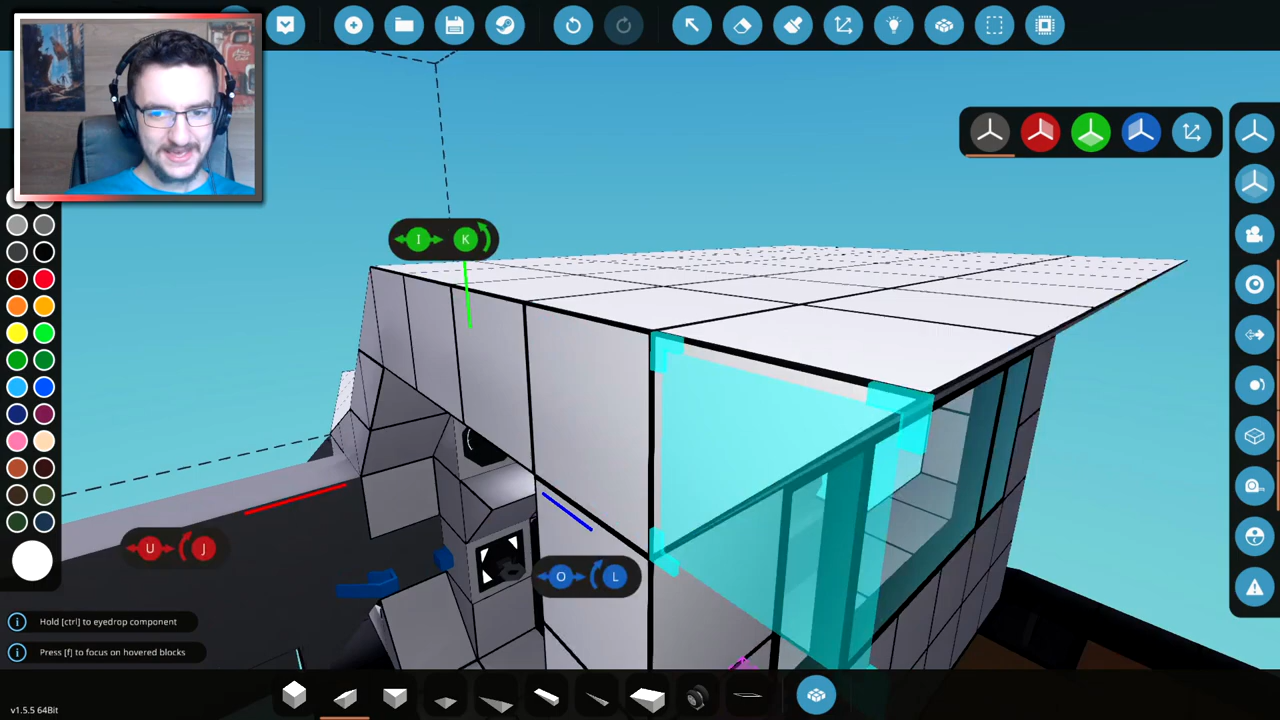 I
K
U
J
O
L
Hold [ctrl] to eyedrop component
Press [f] to focus on hovered blocks
v1.5.5 64Bit